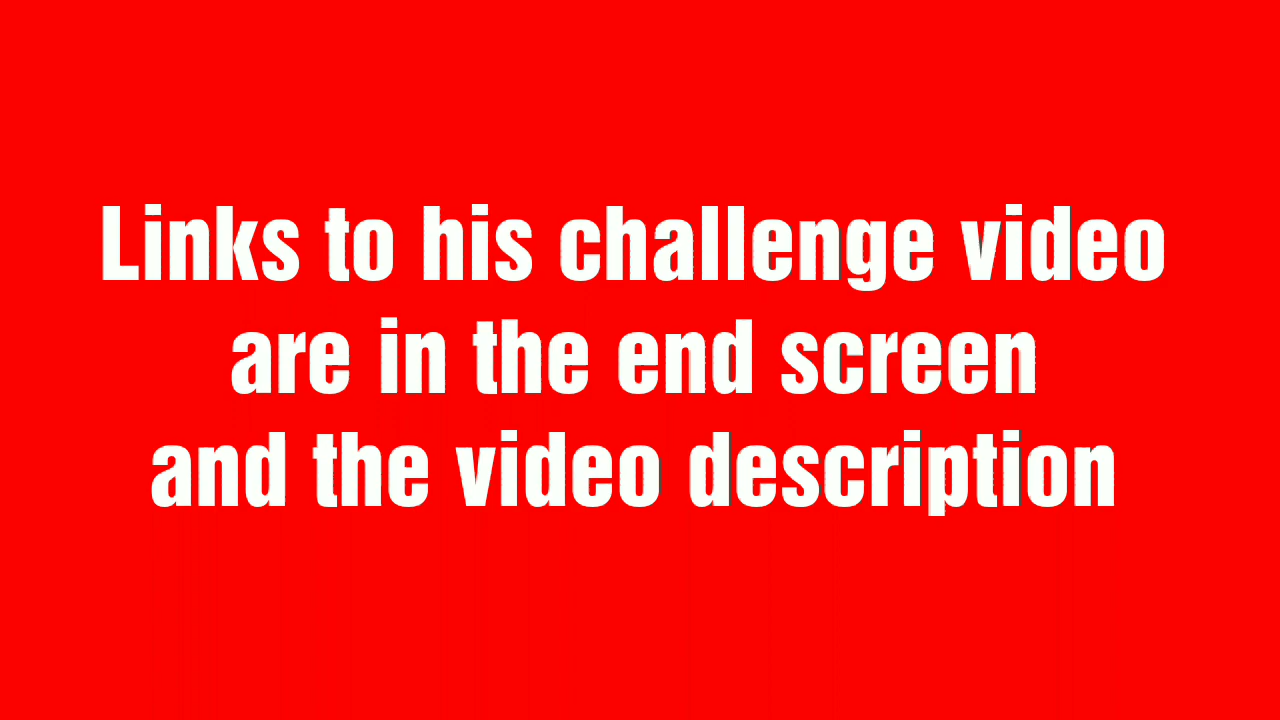 Links to his challenge video
are in the end screen
and the video description